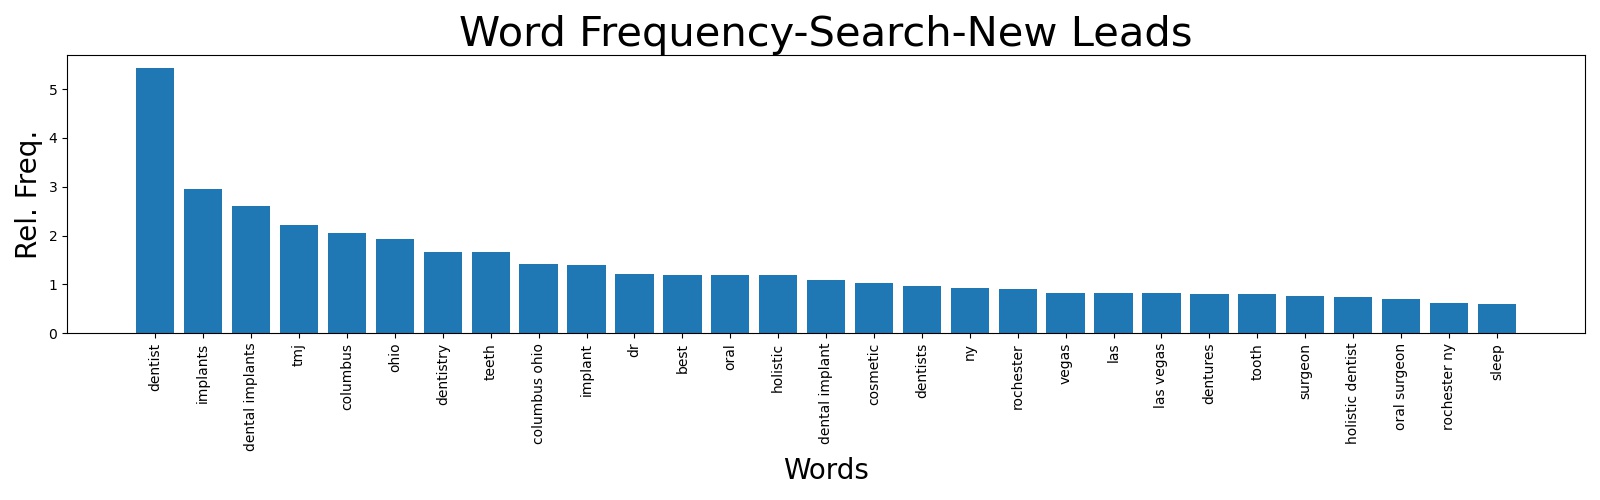 Word Frequency-Search-New Leads
Rel. Freq.
5
4
3
2
1
0
dentist
implants
dental implants
tmj
columbus
ohio
dentistry
teeth
columbus ohio
implant
dr
best
oral
holistic
dental implant
cosmetic
dentists
ny
rochester
vegas
las
las vegas
dentures
tooth
surgeon
holistic dentist
oral surgeon
rochester ny
sleep
Words